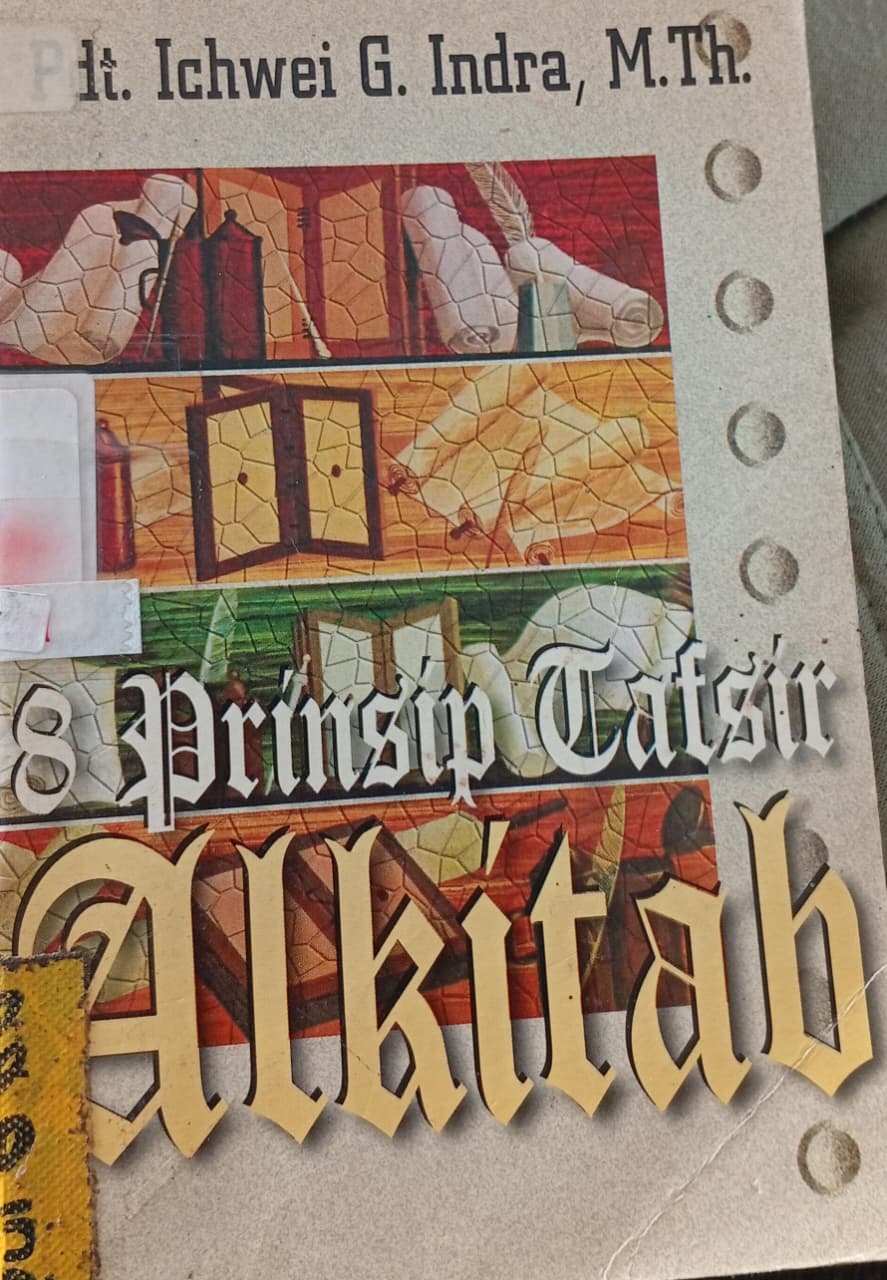 Pdt. Ichwei G. Indra, M.Th.
8 Prinsip Tafsir
Alkitab